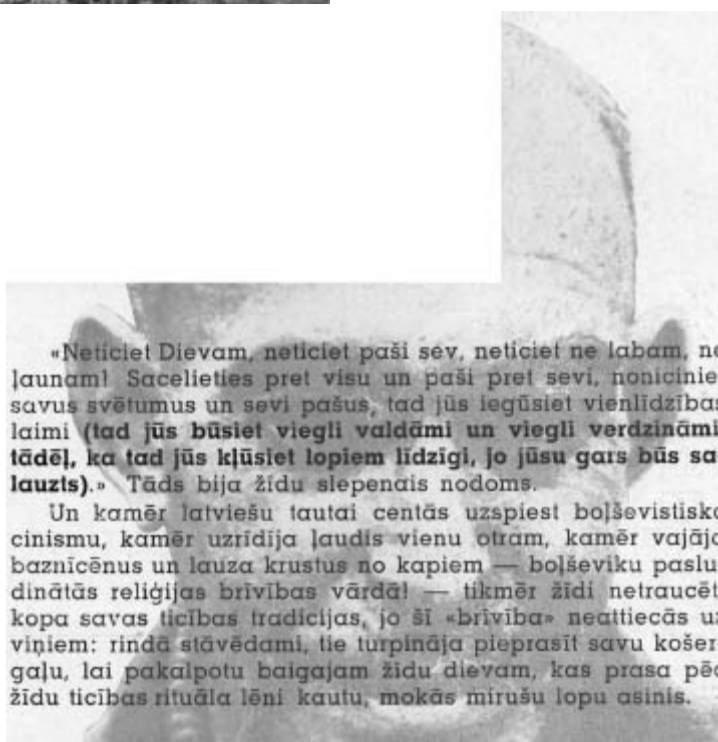 «Neticiet Dievam, neticiet paši sev, neticiet ne labam, ne
ļaunam! Sacelieties pret visu un paši pret sevi, noniciniet
savus svētumus un sevi pašus, tad jūs iegūsiet vienlīdzības
laimi (tad jūs būsiet viegli valdāmi un viegli verdzināmi
tādēļ, ka tad jūs kļūsiet lopiem līdzīgi, jo jūsu gars būs sa
lauzts).» Tāds bija žīdu slepenais nodoms.
Un kamēr latviešu tautai centās uzspiest boļševistisko
cinismu, kamēr uzrīdīja ļaudis vienu otram, kamēr vajāja
baznīcēnus un lauza krustus no kapiem — boļševiku paslu
dinātās reliģijas brīvības vārdā! — tikmēr žīdi netraucēti
kopa savas ticības tradicijas, jo šī «brīvība» neattiecās uz
viņiem: rindā stāvēdami, tie turpināja pieprasīt savu košer
gaļu, lai pakalpotu baigajam žīdu dievam, kas prasa pēc
žīdu ticības rituāla lēni kautu, mokās mirušu lopu asinis.